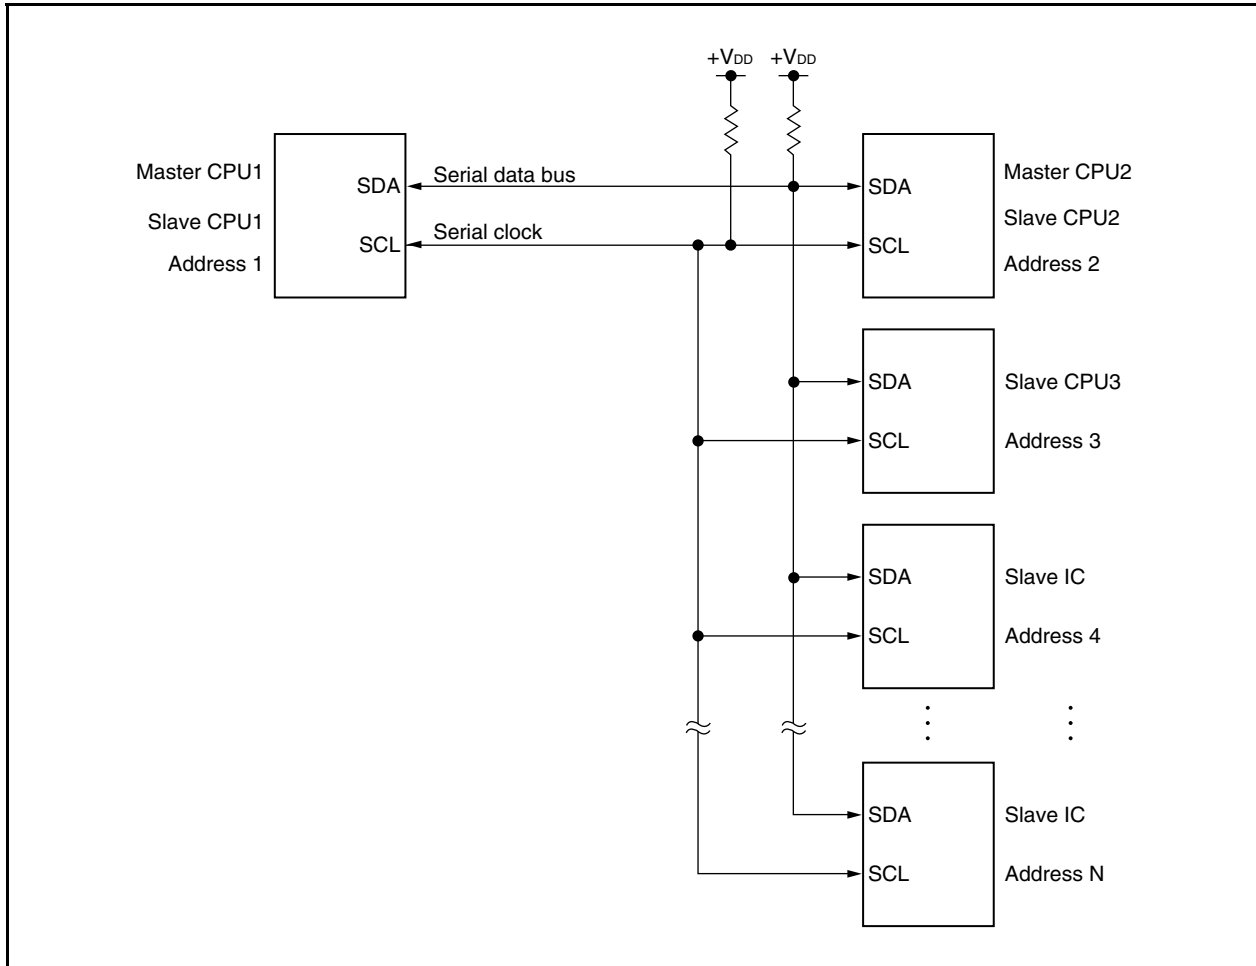 +VDD +VDD
Master CPU1
Slave CPU1
Address 1
SDA
SCL
Serial data bus
Serial clock
SDA
SCL
Master CPU2
Slave CPU2
Address 2
SDA
SCL
Slave CPU3
Address 3
SDA
SCL
Slave IC
Address 4
SDA
SCL
Slave IC
Address N